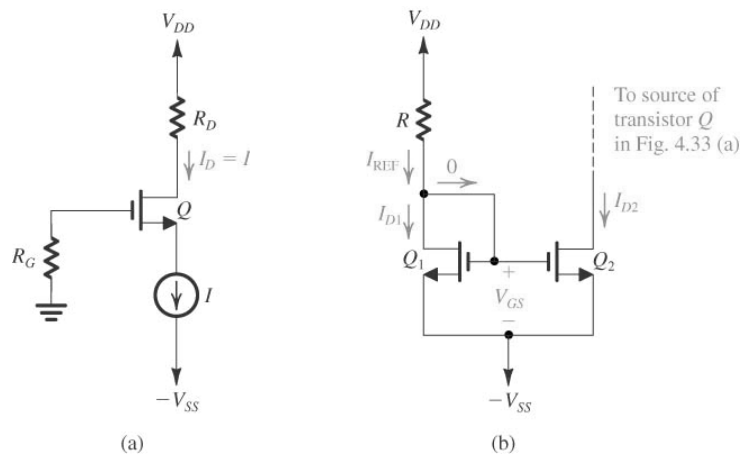 V_DD
R_D
I_D = I
Q
R_G
I
−V_SS
(a)
V_DD
R
I_REF
0
I_D1
Q_1
+
V_GS
−
Q_2
I_D2
To source of
transistor Q
in Fig. 4.33 (a)
−V_SS
(b)